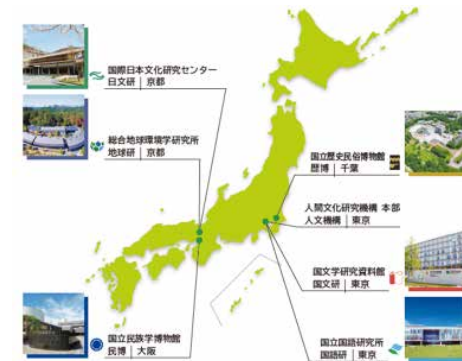 国際日本文化研究センター
日文研｜京都
総合地球環境学研究所
地球研｜京都
国立歴史民俗博物館
歴博｜千葉
人間文化研究機構 本部
人文機構｜東京
国文学研究資料館
国文研｜東京
国立民族学博物館
民博｜大阪
国立国語研究所
国語研｜東京